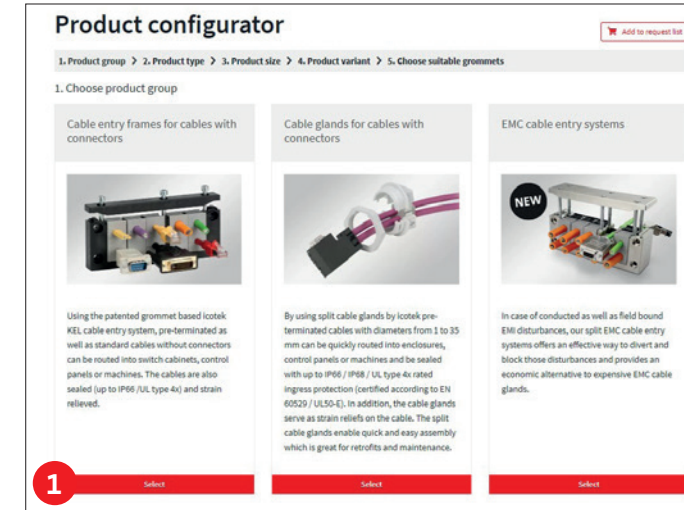 Product configurator
Add to request list
1. Product group > 2. Product type > 3. Product size > 4. Product variant > 5. Choose suitable grommets
1. Choose product group
Cable entry frames for cables with
connectors
Using the patented grommet based icotek
KEL cable entry system, pre-terminated as
well as standard cables without connectors
can be routed into switch cabinets, control
panels or machines. The cables are also
sealed (up to IP66 /UL type 4x) and strain
relieved.
1
Select
Cable glands for cables with
connectors
By using split cable glands by icotek pre-
terminated cables with diameters from 1 to 35
mm can be quickly routed into enclosures,
control panels or machines and be sealed
with up to IP66 / IP68 / UL type 4x rated
ingress protection (certified according to EN
60529 / UL50-E). In addition, the cable glands
serve as strain reliefs on the cable. The split
cable glands enable quick and easy assembly
which is great for retrofits and maintenance.
Select
EMC cable entry systems
NEW
In case of conducted as well as field bound
EMI disturbances, our split EMC cable entry
systems offers an effective way to divert and
block those disturbances and provides an
economic alternative to expensive EMC cable
glands.
Select